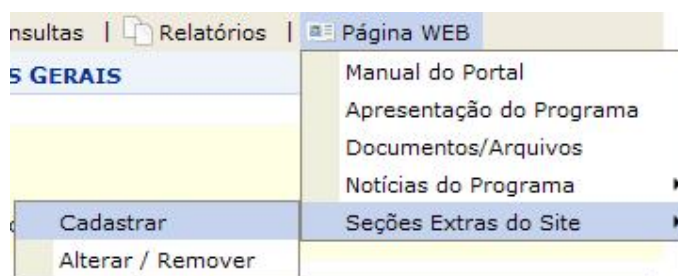 nsultas | Relatórios | Página WEB
S GERAIS
Manual do Portal
Apresentação do Programa
Documentos/Arquivos
Notícias do Programa
Seções Extras do Site
Cadastrar
Alterar / Remover